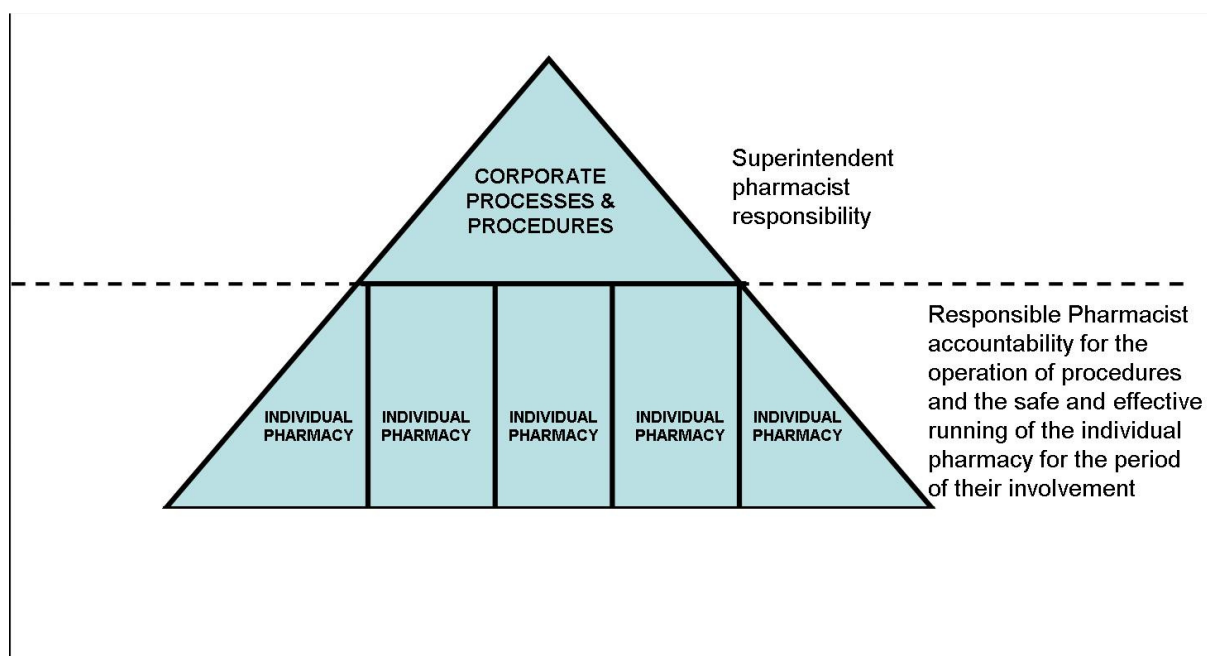 CORPORATE
PROCESSES &
PROCEDURES
Superintendent
pharmacist
responsibility
INDIVIDUAL
PHARMACY
INDIVIDUAL
PHARMACY
INDIVIDUAL
PHARMACY
INDIVIDUAL
PHARMACY
INDIVIDUAL
PHARMACY
Responsible Pharmacist
accountability for the
operation of procedures
and the safe and effective
running of the individual
pharmacy for the period
of their involvement